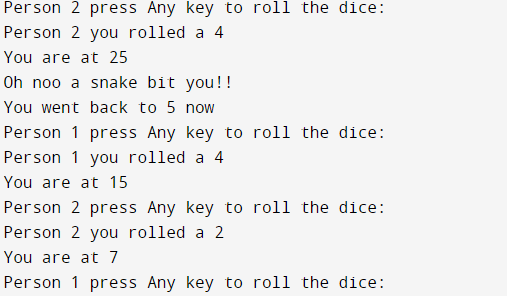 Person 2 press Any key to roll the dice:
Person 2 you rolled a 4
You are at 25
Oh noo a snake bit you!!
You went back to 5 now
Person 1 press Any key to roll the dice:
Person 1 you rolled a 4
You are at 15
Person 2 press Any key to roll the dice:
Person 2 you rolled a 2
You are at 7
Person 1 press Any key to roll the dice: